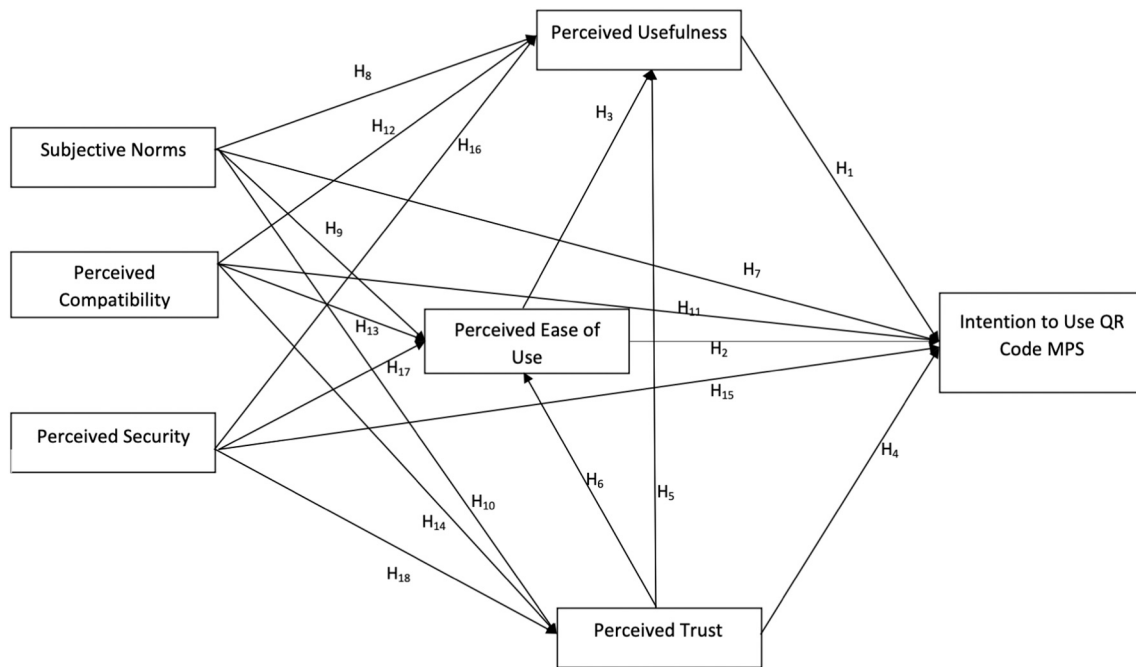 Perceived Usefulness
H₈
H₃
H₁₂
H₁₆
Subjective Norms
H₁
H₉
H₇
Perceived
Compatibility
H₁₁
H₁₃
Perceived Ease of
Use
H₂
Intention to Use QR
Code MPS
H₁₇
H₁₅
Perceived Security
H₄
H₆
H₅
H₁₀
H₁₄
H₁₈
Perceived Trust